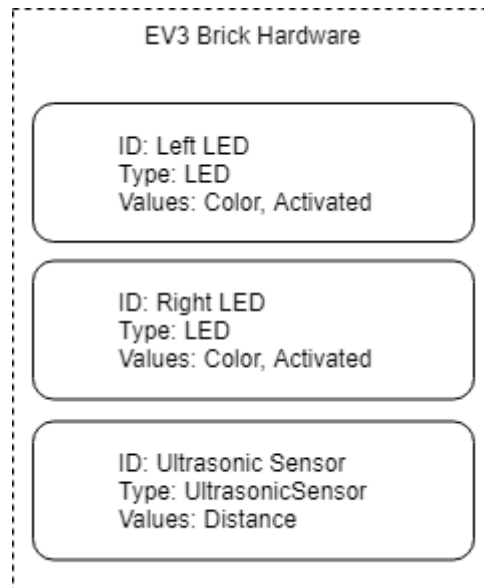 EV3 Brick Hardware
ID: Left LED
Type: LED
Values: Color, Activated
ID: Right LED
Type: LED
Values: Color, Activated
ID: Ultrasonic Sensor
Type: UltrasonicSensor
Values: Distance